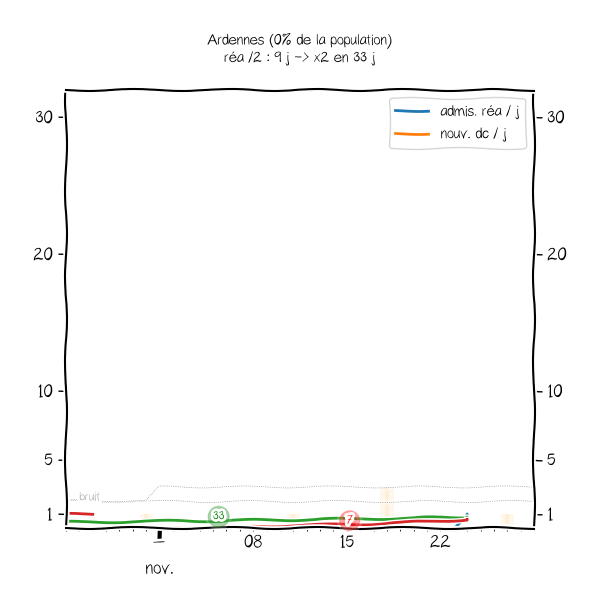 Ardennes (0% de la population)
réa /2 : 9 j -> x2 en 33 j
admis. réa / j
nouv. dc / j
30
30
20
20
10
10
5
5
bruit
1
33
7
1
1
08
15
22
nov.